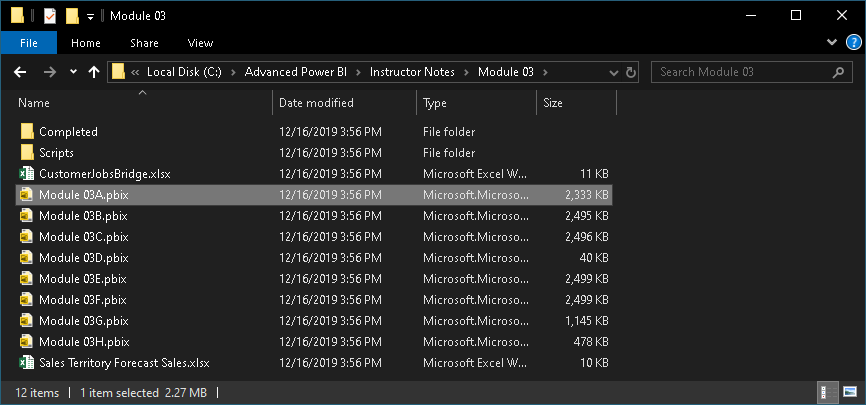 Module 03
File Home Share View
Local Disk (C:) Advanced Power BI Instructor Notes Module 03 Search Module 03
Name Date modified Type Size
Completed 12/16/2019 3:56 PM File folder
Scripts 12/16/2019 3:56 PM File folder
CustomerJobsBridge.xlsx 12/16/2019 3:56 PM Microsoft Excel W... 11 KB
Module 03A.pbix 12/16/2019 3:56 PM Microsoft.Microso... 2,333 KB
Module 03B.pbix 12/16/2019 3:56 PM Microsoft.Microso... 2,495 KB
Module 03C.pbix 12/16/2019 3:56 PM Microsoft.Microso... 2,496 KB
Module 03D.pbix 12/16/2019 3:56 PM Microsoft.Microso... 40 KB
Module 03E.pbix 12/16/2019 3:56 PM Microsoft.Microso... 2,499 KB
Module 03F.pbix 12/16/2019 3:56 PM Microsoft.Microso... 2,499 KB
Module 03G.pbix 12/16/2019 3:56 PM Microsoft.Microso... 1,145 KB
Module 03H.pbix 12/16/2019 3:56 PM Microsoft.Microso... 478 KB
Sales Territory Forecast Sales.xlsx 12/16/2019 3:56 PM Microsoft Excel W... 10 KB
12 items 1 item selected 2.27 MB